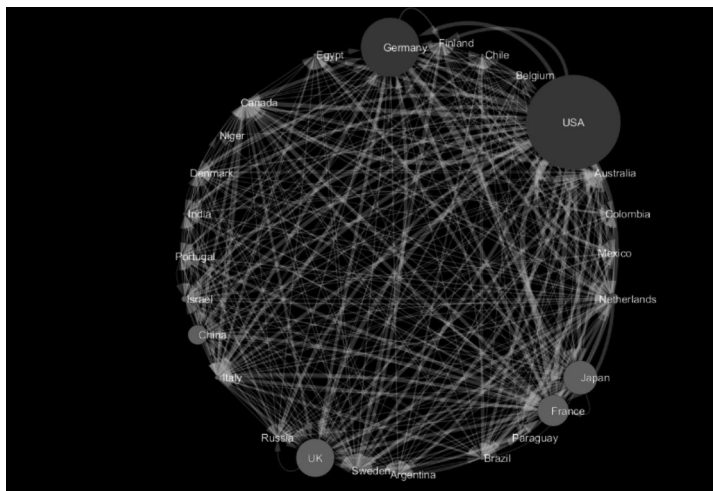 Germany
Finland
Egypt
Chile
Belgium
Canada
USA
Niger
Denmark
Australia
India
Colombia
Portugal
Mexico
Israel
Netherlands
China
Italy
Japan
France
Russia
Paraguay
UK
Brazil
Sweden
Argentina